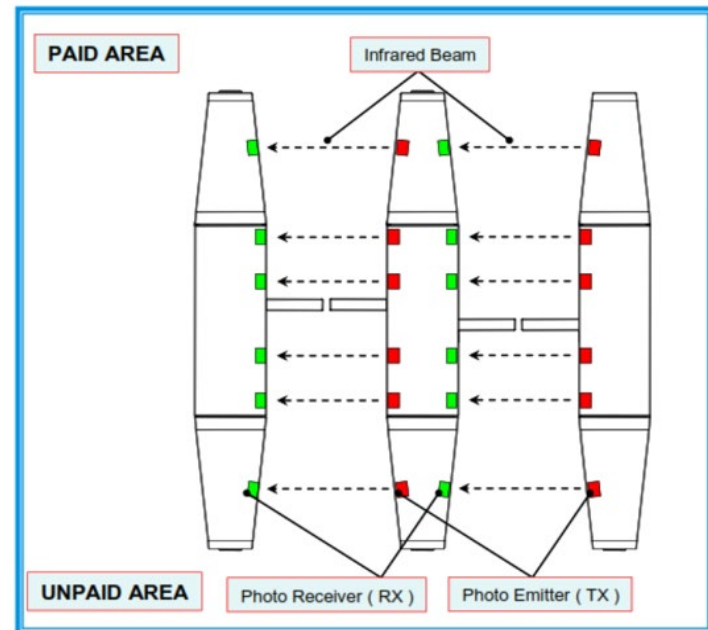 PAID AREA
Infrared Beam
UNPAID AREA
Photo Receiver ( RX )
Photo Emitter ( TX )